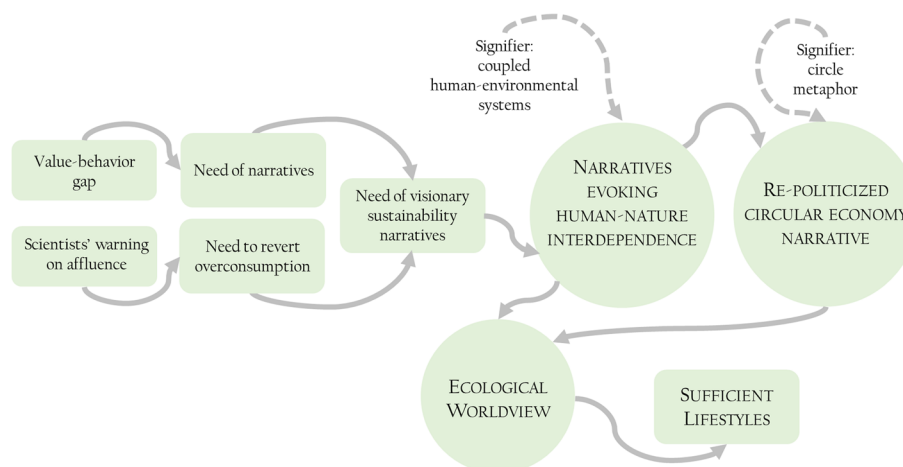 Signifier:
coupled
human-environmental
systems
Signifier:
circle
metaphor
Value-behavior
gap
Need of narratives
Scientists' warning
on affluence
Need to revert
overconsumption
Need of visionary
sustainability
narratives
NARRATIVES
EVOKING
HUMAN-NATURE
INTERDEPENDENCE
RE-POLITICIZED
CIRCULAR ECONOMY
NARRATIVE
ECOLOGICAL
WORLDVIEW
SUFFICIENT
LIFESTYLES